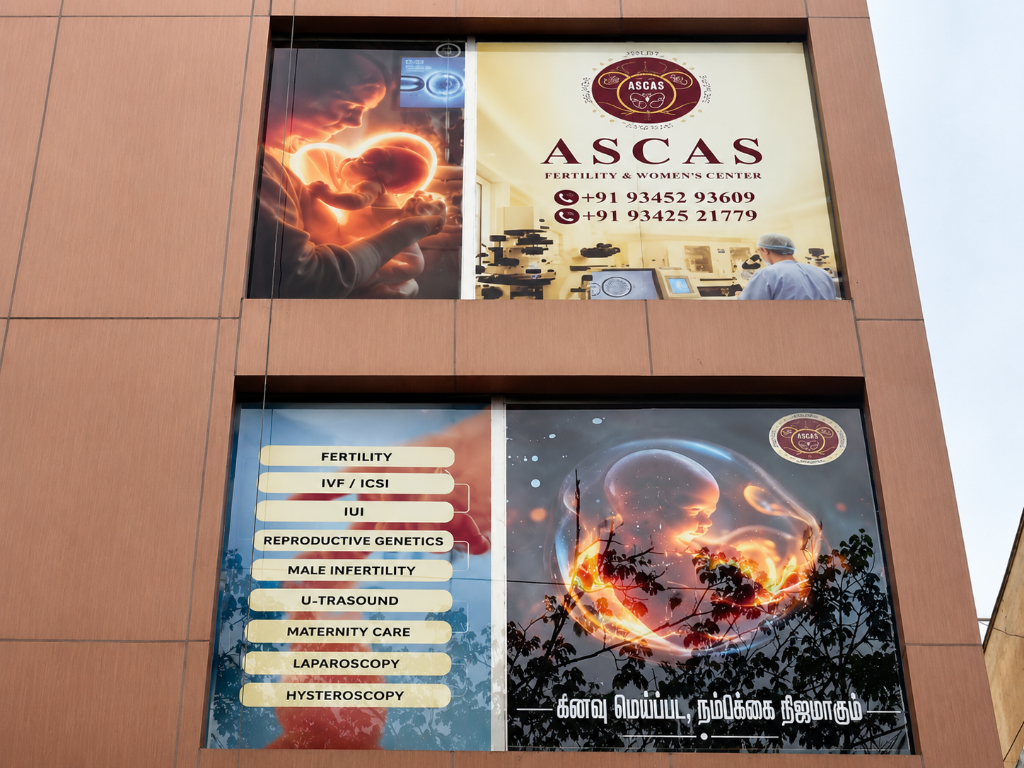 ASCAS
ASCAS
FERTILITY & WOMEN'S CENTER
+91 93452 93609
+91 93425 21779
FERTILITY
IVF / ICSI
IUI
REPRODUCTIVE GENETICS
MALE INFERTILITY
U-TRASOUND
MATERNITY CARE
LAPAROSCOPY
HYSTEROSCOPY
ASCAS
கனவு மெய்ப்பட, நம்பிக்கை நிஜமாகும்